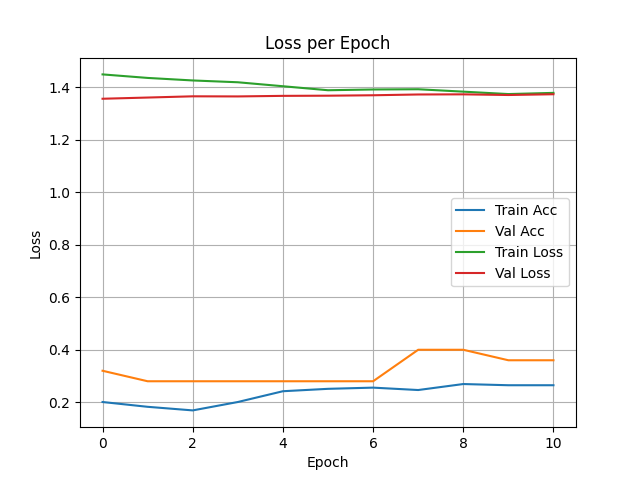 Loss per Epoch
1.4
1.2
1.0
0.8
0.6
0.4
0.2
Loss
Train Acc
Val Acc
Train Loss
Val Loss
0 2 4 6 8 10
Epoch